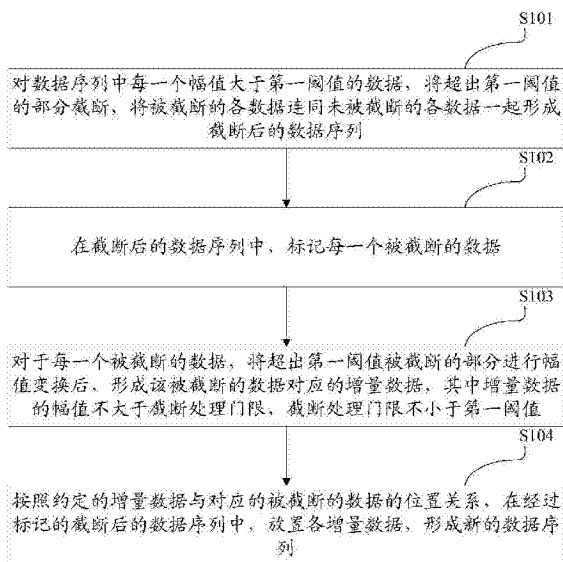 S101
对数据序列中每一个幅值大于第一阈值的数据，将超出第一阈值
的部分截断，将被截断的各数据连同未被截断的各数据一起形成
截断后的数据序列
S102
在截断后的数据序列中，标记每一个被截断的数据
S103
对于每一个被截断的数据，将超出第一阈值被截断的部分进行幅
值变换后，形成该被截断的数据对应的增量数据，其中增量数据
的幅值不大于截断处理门限，截断处理门限不小于第一阈值
S104
按照约定的增量数据与对应的被截断的数据的位置关系，在经过
标记的截断后的数据序列中，放置各增量数据，形成新的数据序
列